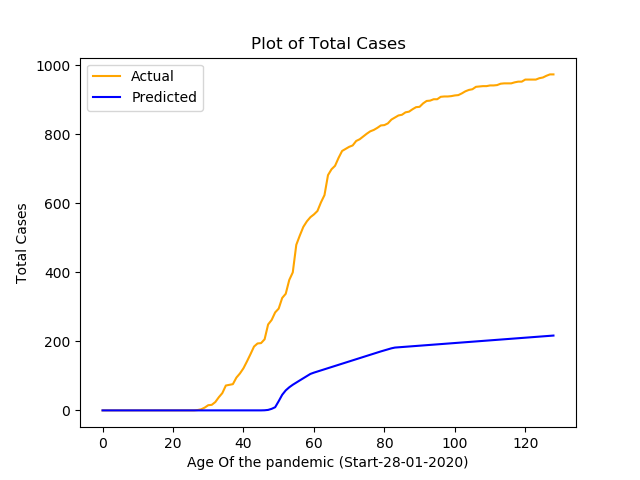 Plot of Total Cases
Actual
Predicted
Total Cases
1000
800
600
400
200
0
0 20 40 60 80 100 120
Age Of the pandemic (Start-28-01-2020)